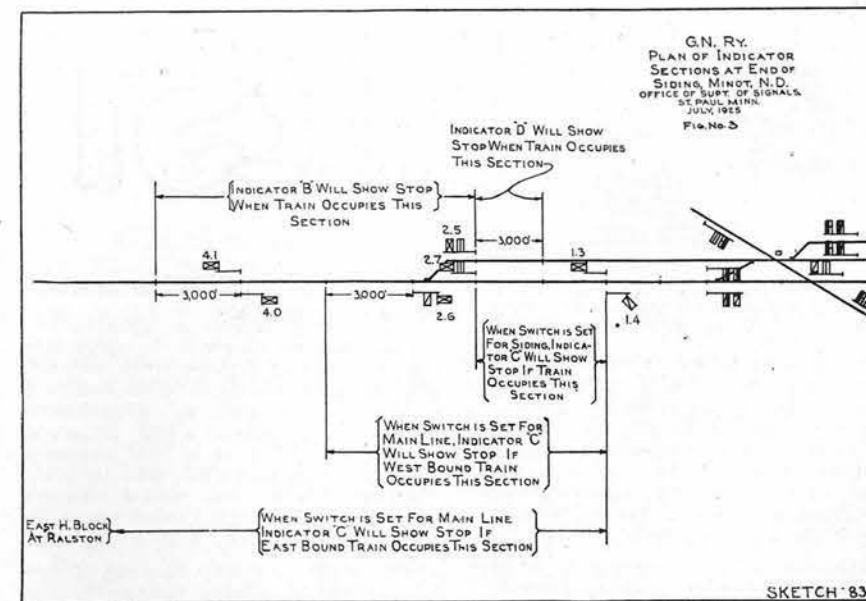 G.N. RY.
PLAN OF INDICATOR
SECTIONS AT END OF
SIDING, MINOT, N.D.
OFFICE OF SUPT. OF SIGNALS
ST. PAUL MINN.
JULY, 1925
FIG. NO. 3
INDICATOR "D" WILL SHOW
STOP WHEN TRAIN OCCUPIES
THIS SECTION
INDICATOR "B" WILL SHOW STOP
WHEN TRAIN OCCUPIES THIS
SECTION
3,000'
2.5
4.1
2.7
1.3
3,000'
4.0
3,000'
2.6
1.4
WHEN SWITCH IS SET
FOR SIDING, INDICA-
TOR "C" WILL SHOW
STOP IF TRAIN
OCCUPIES THIS
SECTION
WHEN SWITCH IS SET FOR
MAIN LINE, INDICATOR "C"
WILL SHOW STOP IF
WEST BOUND TRAIN
OCCUPIES THIS SECTION
EAST H. BLOCK
AT RALSTON
WHEN SWITCH IS SET FOR MAIN LINE
INDICATOR "C" WILL SHOW STOP IF
EAST BOUND TRAIN OCCUPIES THIS SECTION
SKETCH - 83